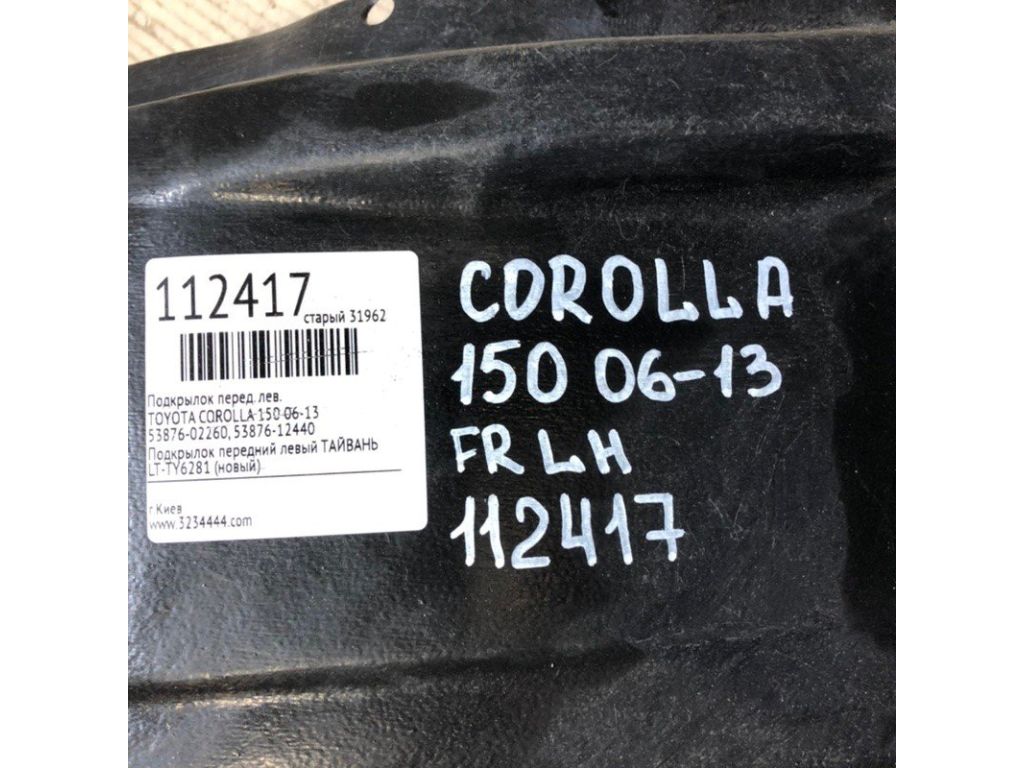 112417
старый 31962
Подкрылок перед. лев.
TOYOTA COROLLA 150 06-13
53876-02260, 53876-12440
Подкрылок передний левый ТАЙВАНЬ
LT-TY6281 (новый)
г.Киев
www.3234444.com
COROLLA
150 06-13
FR LH
112417